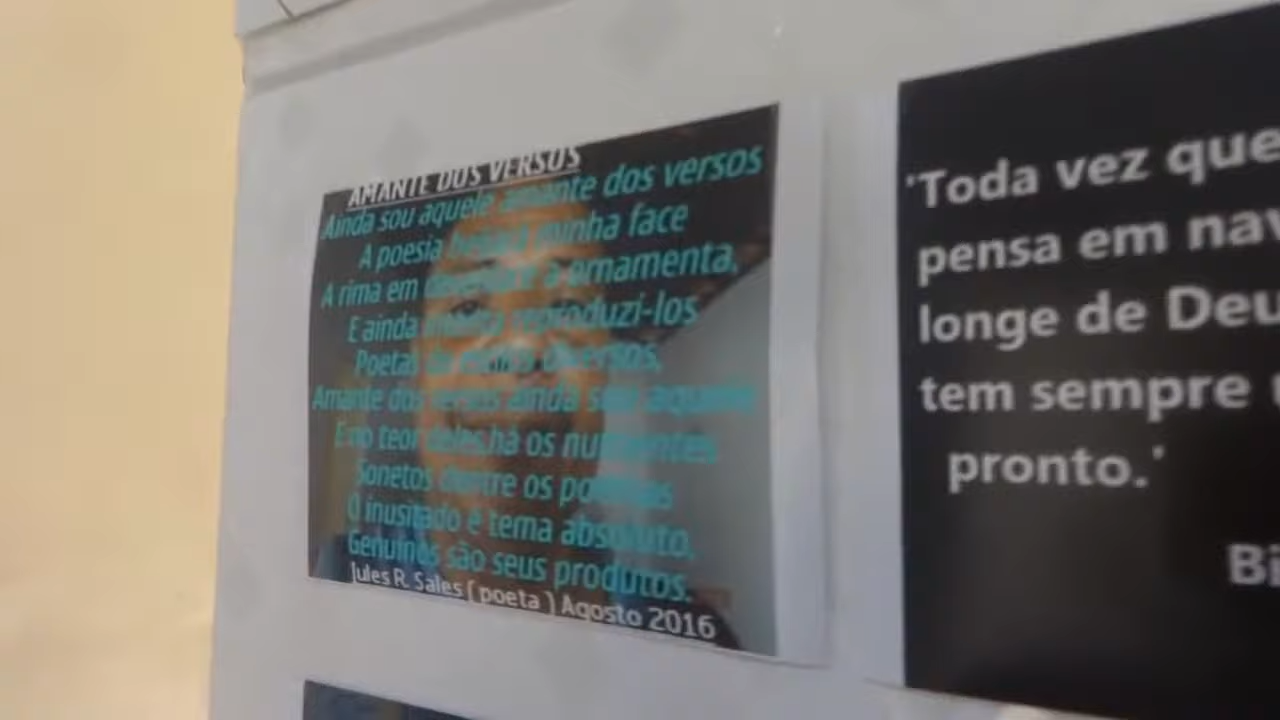 AMANTE DOS VERSOS
Ainda sou aquele amante dos versos
A poesia minha face
A rima em a ornamenta,
E ainda reproduzi-los
Poetas diversos,
Amante dos versos ainda sou aquele
E no teor deles,há os nutrientes
Sonetos dentre os poemas
O inusitado é tema absoluto,
Genuínos são seus produtos.
Jules R. Sales ( poeta ) Agosto 2016
'Toda vez que
pensa em nav
longe de Deu
tem sempre
pronto.'
Bi